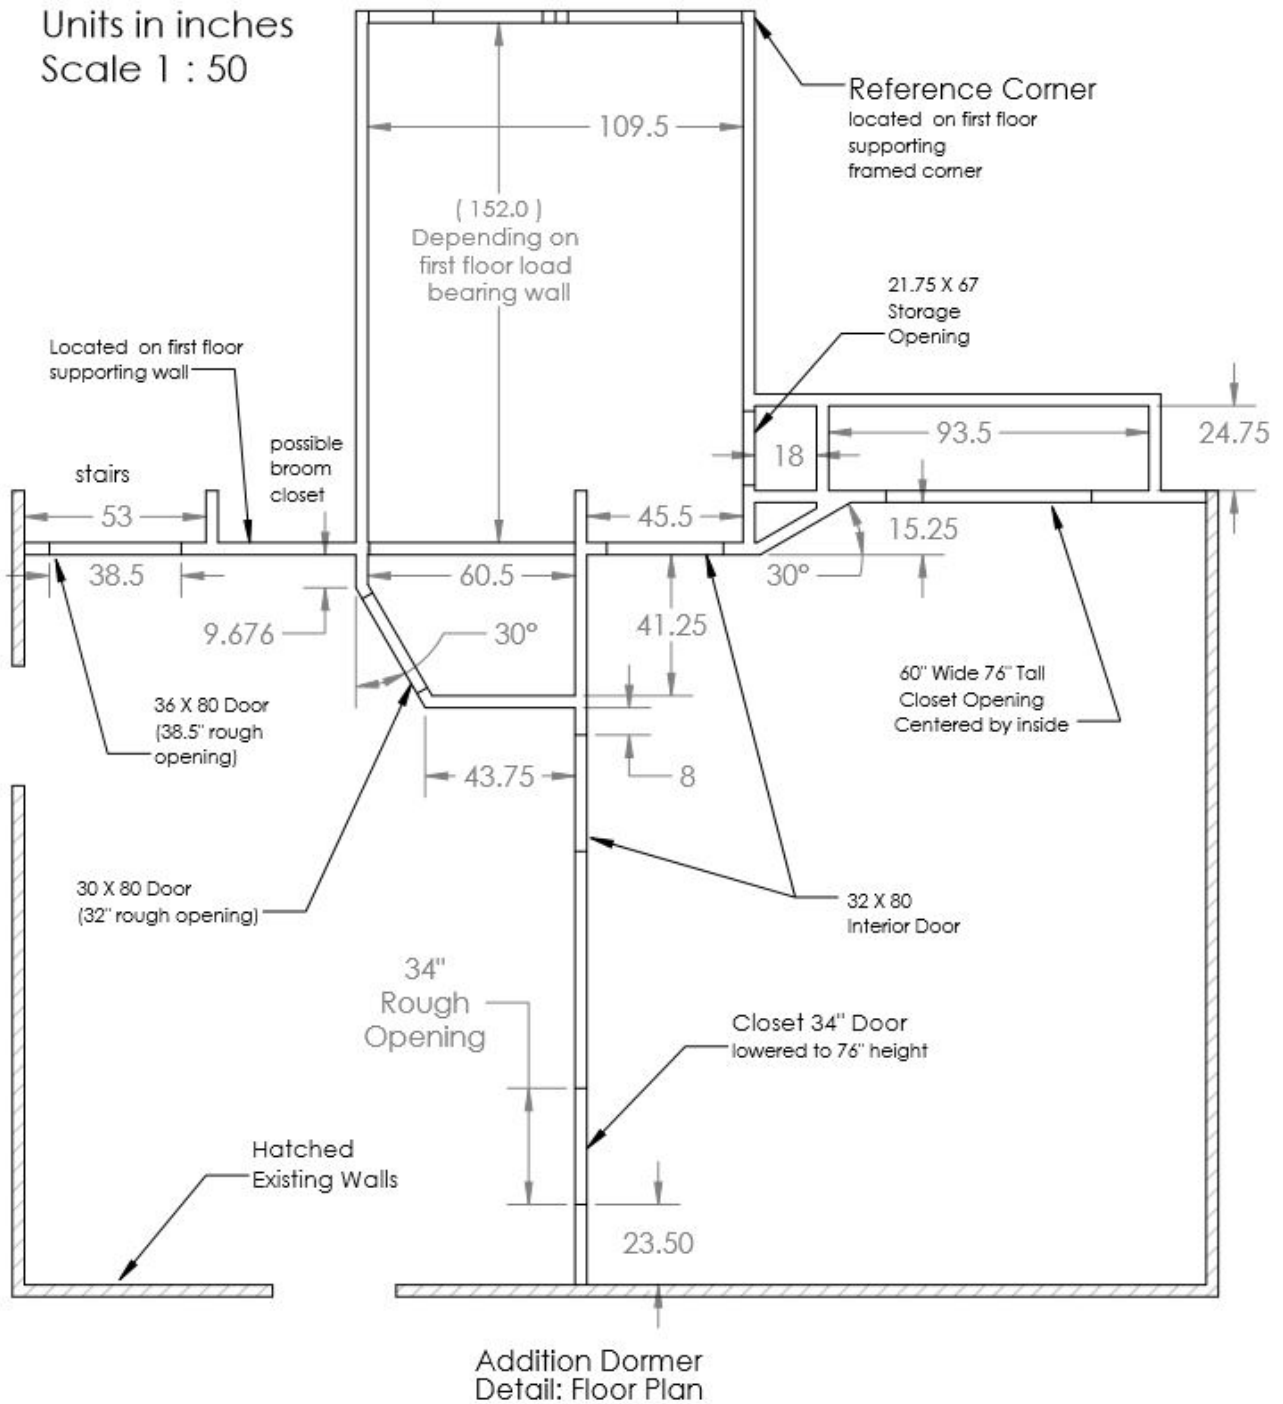 Units in inches
Scale 1 : 50
Reference Corner
located on first floor
supporting
framed corner
109.5
( 152.0 )
Depending on
first floor load
bearing wall
21.75 X 67
Storage
Opening
Located on first floor
supporting wall
possible
broom
closet
stairs
53
45.5
18
93.5
24.75
15.25
38.5
60.5
30°
9.676
30°
41.25
36 X 80 Door
(38.5" rough
opening)
60" Wide 76" Tall
Closet Opening
Centered by inside
43.75
8
30 X 80 Door
(32" rough opening)
32 X 80
Interior Door
34"
Rough
Opening
Closet 34" Door
lowered to 76" height
Hatched
Existing Walls
23.50
Addition Dormer
Detail: Floor Plan